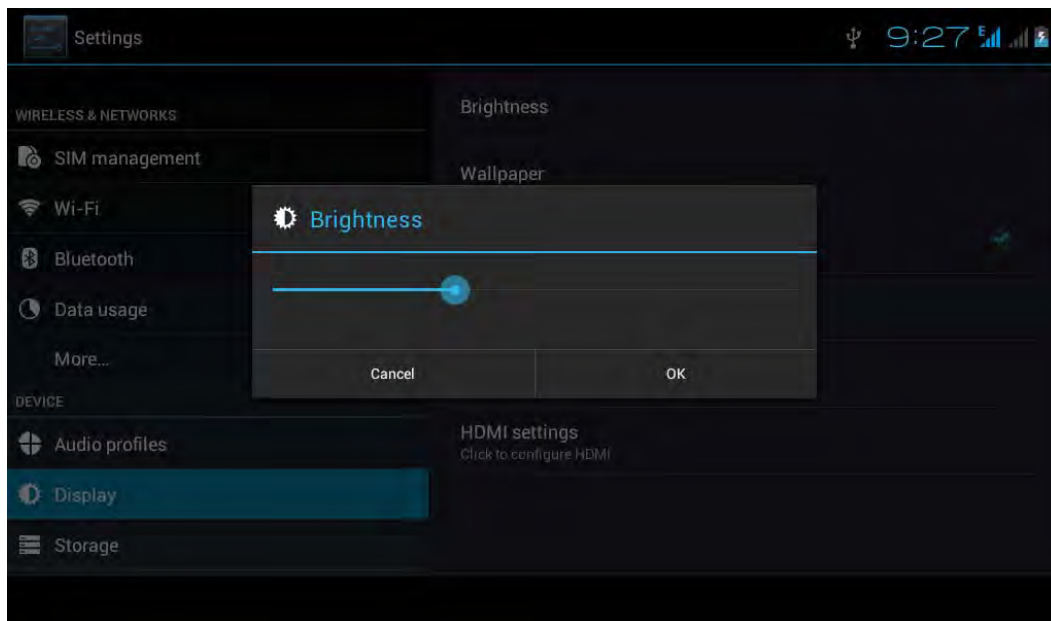 Settings
9:27
E
WIRELESS & NETWORKS
SIM management
Wi-Fi
Bluetooth
Data usage
More...
DEVICE
Audio profiles
Display
Storage
Brightness
Wallpaper
HDMI settings
Click to configure HDMI
Brightness
Cancel
OK